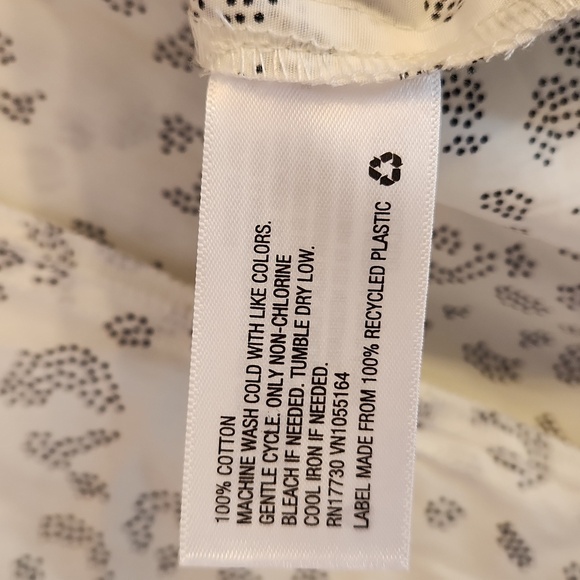 100% COTTON
MACHINE WASH COLD WITH LIKE COLORS.
GENTLE CYCLE. ONLY NON-CHLORINE
BLEACH IF NEEDED. TUMBLE DRY LOW.
COOL IRON IF NEEDED.
RN17730 VN1055164
LABEL MADE FROM 100% RECYCLED PLASTIC